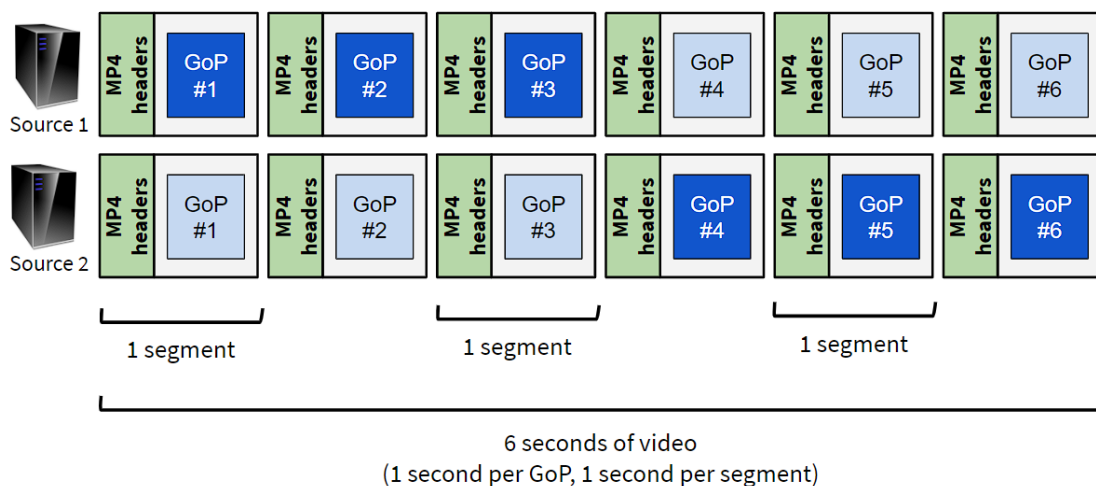 MP4 headers GoP #1 MP4 headers GoP #2 MP4 headers GoP #3 MP4 headers GoP #4 MP4 headers GoP #5 MP4 headers GoP #6
Source 1
MP4 headers GoP #1 MP4 headers GoP #2 MP4 headers GoP #3 MP4 headers GoP #4 MP4 headers GoP #5 MP4 headers GoP #6
Source 2
1 segment 1 segment 1 segment
6 seconds of video
(1 second per GoP, 1 second per segment)